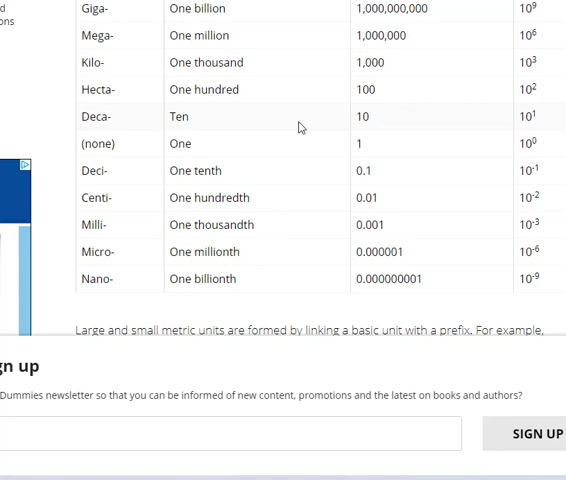 d
ons
Giga- One billion 1,000,000,000 10⁹
Mega- One million 1,000,000 10⁶
Kilo- One thousand 1,000 10³
Hecta- One hundred 100 10²
Deca- Ten 10 10¹
(none) One 1 10⁰
Deci- One tenth 0.1 10⁻¹
Centi- One hundredth 0.01 10⁻²
Milli- One thousandth 0.001 10⁻³
Micro- One millionth 0.000001 10⁻⁶
Nano- One billionth 0.000000001 10⁻⁹
Large and small metric units are formed by linking a basic unit with a prefix. For example,
gn up
Dummies newsletter so that you can be informed of new content, promotions and the latest on books and authors?
SIGN UP